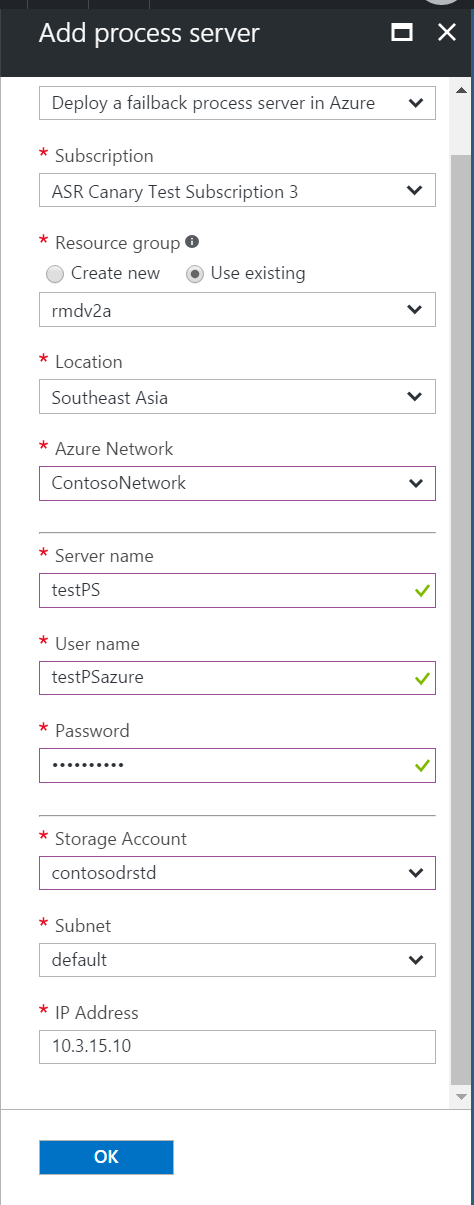 Add process server
Deploy a failback process server in Azure
* Subscription
ASR Canary Test Subscription 3
* Resource group
Create new Use existing
rmdv2a
* Location
Southeast Asia
* Azure Network
ContosoNetwork
* Server name
testPS
* User name
testPSazure
* Password
••••••••••
* Storage Account
contosodrstd
* Subnet
default
* IP Address
10.3.15.10
OK